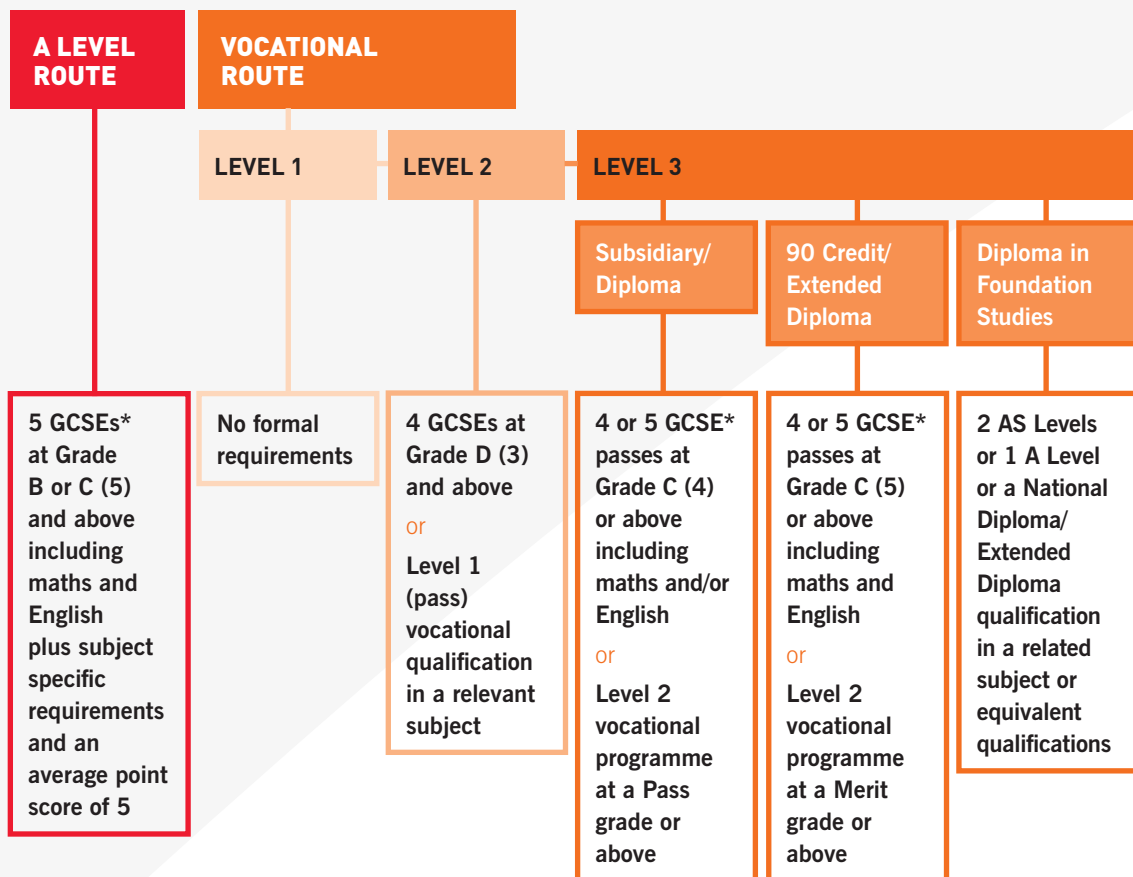 A LEVEL
ROUTE
VOCATIONAL
ROUTE
LEVEL 1
LEVEL 2
LEVEL 3
Subsidiary/
Diploma
90 Credit/
Extended
Diploma
Diploma in
Foundation
Studies
5 GCSEs*
at Grade
B or C (5)
and above
including
maths and
English
plus subject
specific
requirements
and an
average point
score of 5
No formal
requirements
4 GCSEs at
Grade D (3)
and above
or
Level 1
(pass)
vocational
qualification
in a relevant
subject
4 or 5 GCSE*
passes at
Grade C (4)
or above
including
maths and/or
English
or
Level 2
vocational
programme
at a Pass
grade or
above
4 or 5 GCSE*
passes at
Grade C (5)
or above
including
maths and
English
or
Level 2
vocational
programme
at a Merit
grade or
above
2 AS Levels
or 1 A Level
or a National
Diploma/
Extended
Diploma
qualification
in a related
subject or
equivalent
qualifications